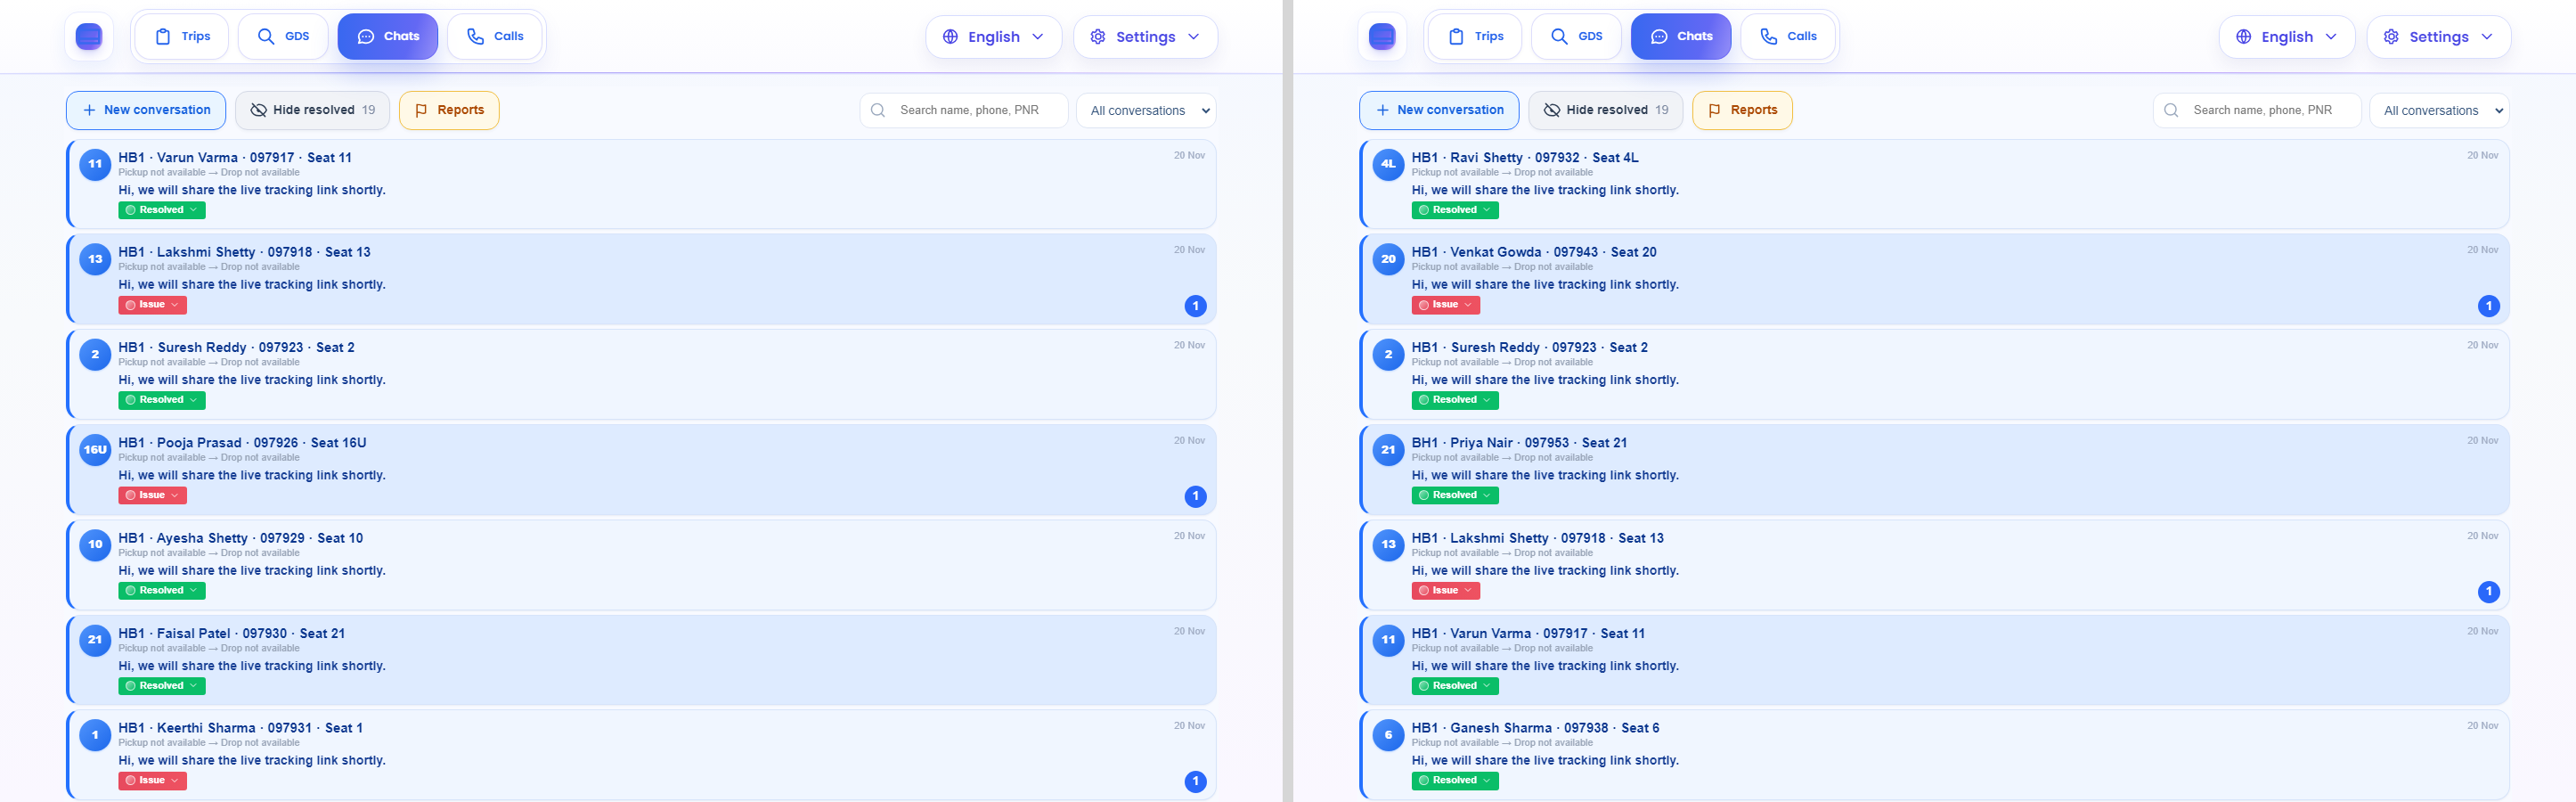 Trips GDS Chats Calls English Settings
New conversation Hide resolved 19 Reports Search name, phone, PNR All conversations
11 HB1 · Varun Varma · 097917 · Seat 11 20 Nov
Pickup not available → Drop not available
Hi, we will share the live tracking link shortly.
Resolved
13 HB1 · Lakshmi Shetty · 097918 · Seat 13 20 Nov
Pickup not available → Drop not available
Hi, we will share the live tracking link shortly.
Issue 1
2 HB1 · Suresh Reddy · 097923 · Seat 2 20 Nov
Pickup not available → Drop not available
Hi, we will share the live tracking link shortly.
Resolved
16U HB1 · Pooja Prasad · 097926 · Seat 16U 20 Nov
Pickup not available → Drop not available
Hi, we will share the live tracking link shortly.
Issue 1
10 HB1 · Ayesha Shetty · 097929 · Seat 10 20 Nov
Pickup not available → Drop not available
Hi, we will share the live tracking link shortly.
Resolved
21 HB1 · Faisal Patel · 097930 · Seat 21 20 Nov
Pickup not available → Drop not available
Hi, we will share the live tracking link shortly.
Resolved
1 HB1 · Keerthi Sharma · 097931 · Seat 1 20 Nov
Pickup not available → Drop not available
Hi, we will share the live tracking link shortly.
Issue 1
Trips GDS Chats Calls English Settings
New conversation Hide resolved 19 Reports Search name, phone, PNR All conversations
4L HB1 · Ravi Shetty · 097932 · Seat 4L 20 Nov
Pickup not available → Drop not available
Hi, we will share the live tracking link shortly.
Resolved
20 HB1 · Venkat Gowda · 097943 · Seat 20 20 Nov
Pickup not available → Drop not available
Hi, we will share the live tracking link shortly.
Issue 1
2 HB1 · Suresh Reddy · 097923 · Seat 2 20 Nov
Pickup not available → Drop not available
Hi, we will share the live tracking link shortly.
Resolved
21 BH1 · Priya Nair · 097953 · Seat 21 20 Nov
Pickup not available → Drop not available
Hi, we will share the live tracking link shortly.
Resolved
13 HB1 · Lakshmi Shetty · 097918 · Seat 13 20 Nov
Pickup not available → Drop not available
Hi, we will share the live tracking link shortly.
Issue 1
11 HB1 · Varun Varma · 097917 · Seat 11 20 Nov
Pickup not available → Drop not available
Hi, we will share the live tracking link shortly.
Resolved
6 HB1 · Ganesh Sharma · 097938 · Seat 6 20 Nov
Pickup not available → Drop not available
Hi, we will share the live tracking link shortly.
Resolved